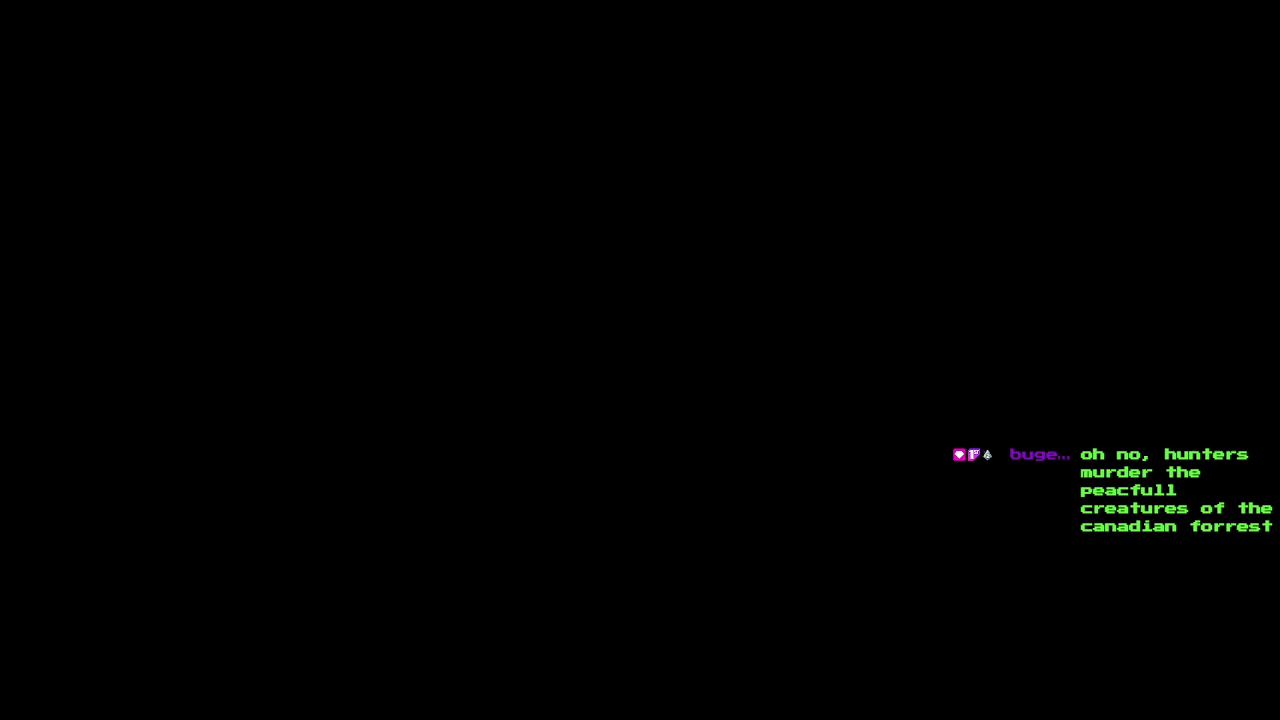 buge... oh no, hunters
murder the
peacfull
creatures of the
canadian forrest